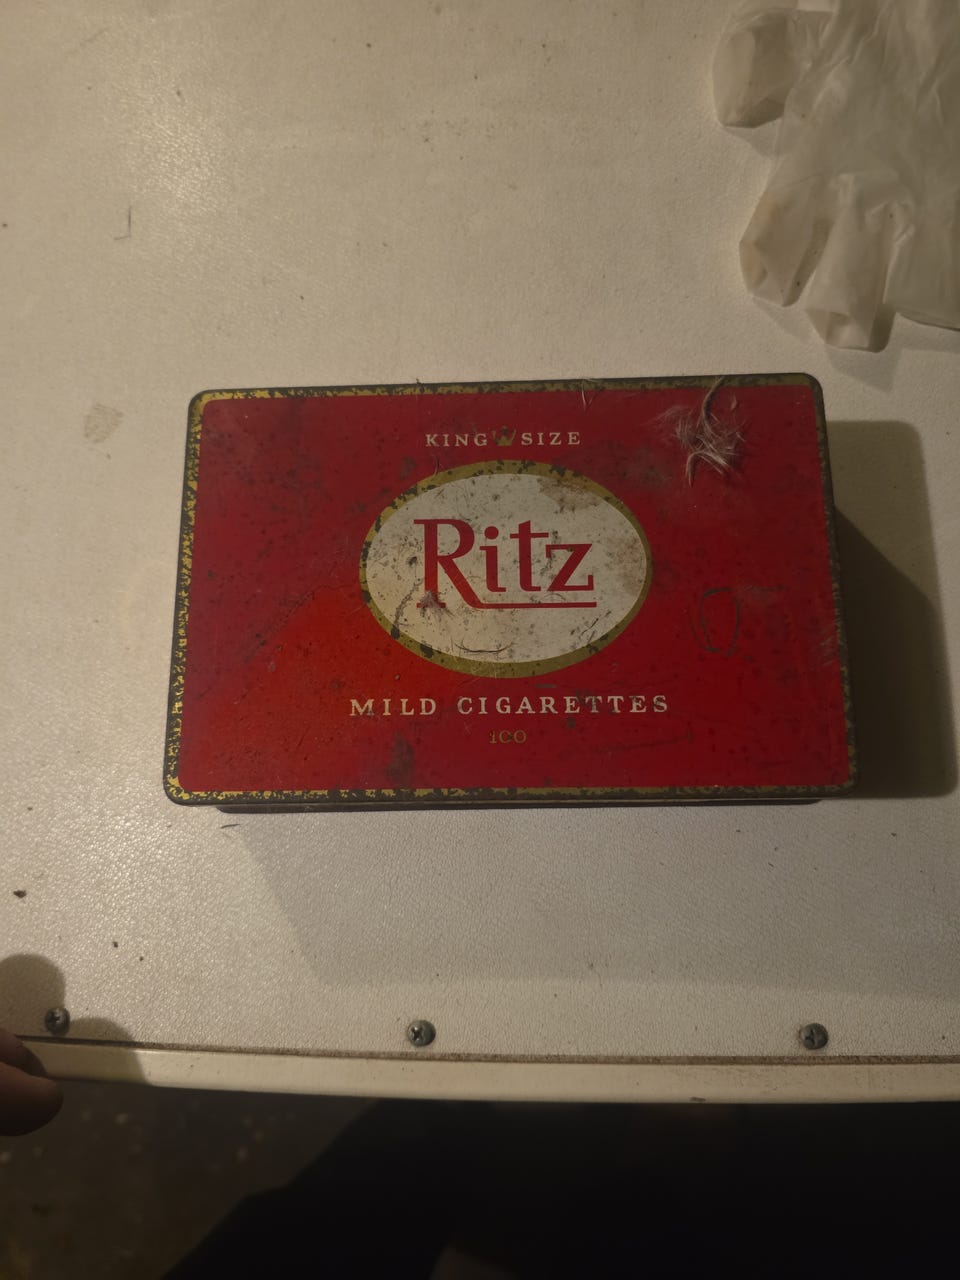 KING SIZE
Ritz
MILD CIGARETTES
100